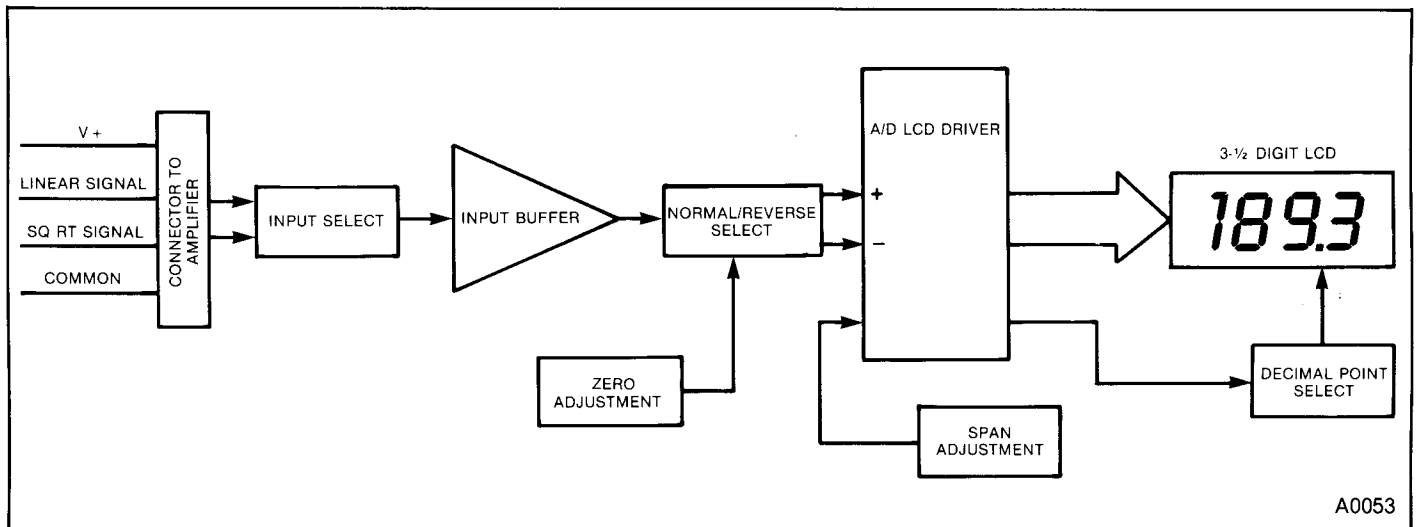 V +
LINEAR SIGNAL
SQ RT SIGNAL
COMMON
CONNECTOR TO
AMPLIFIER
INPUT SELECT
INPUT BUFFER
NORMAL/REVERSE
SELECT
ZERO
ADJUSTMENT
A/D LCD DRIVER
+
−
SPAN
ADJUSTMENT
3-½ DIGIT LCD
189.3
DECIMAL POINT
SELECT
A0053